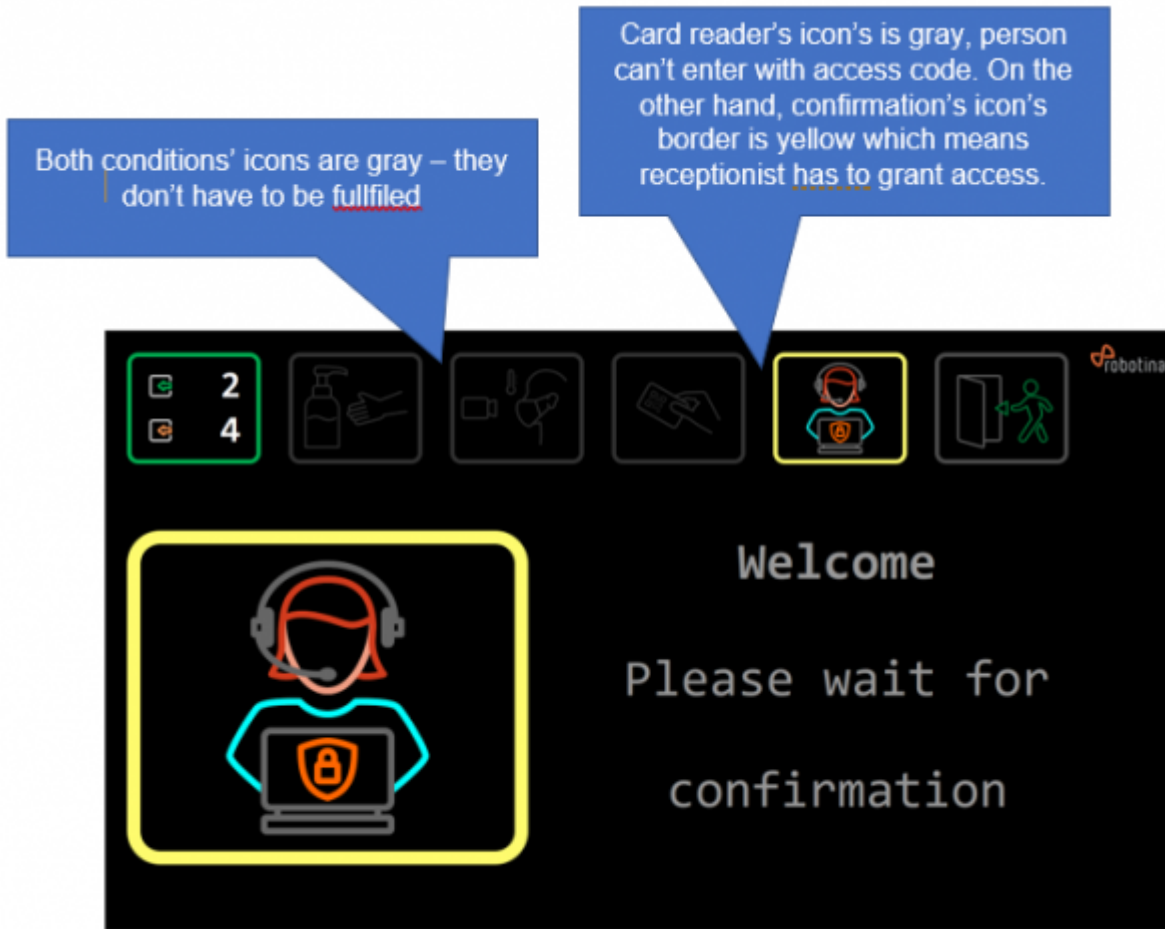 Card reader's icon's is gray, person
can't enter with access code. On the
other hand, confirmation's icon's
border is yellow which means
receptionist has to grant access.
Both conditions' icons are gray – they
don't have to be fullfiled
2
4
robotina
Welcome
Please wait for
confirmation